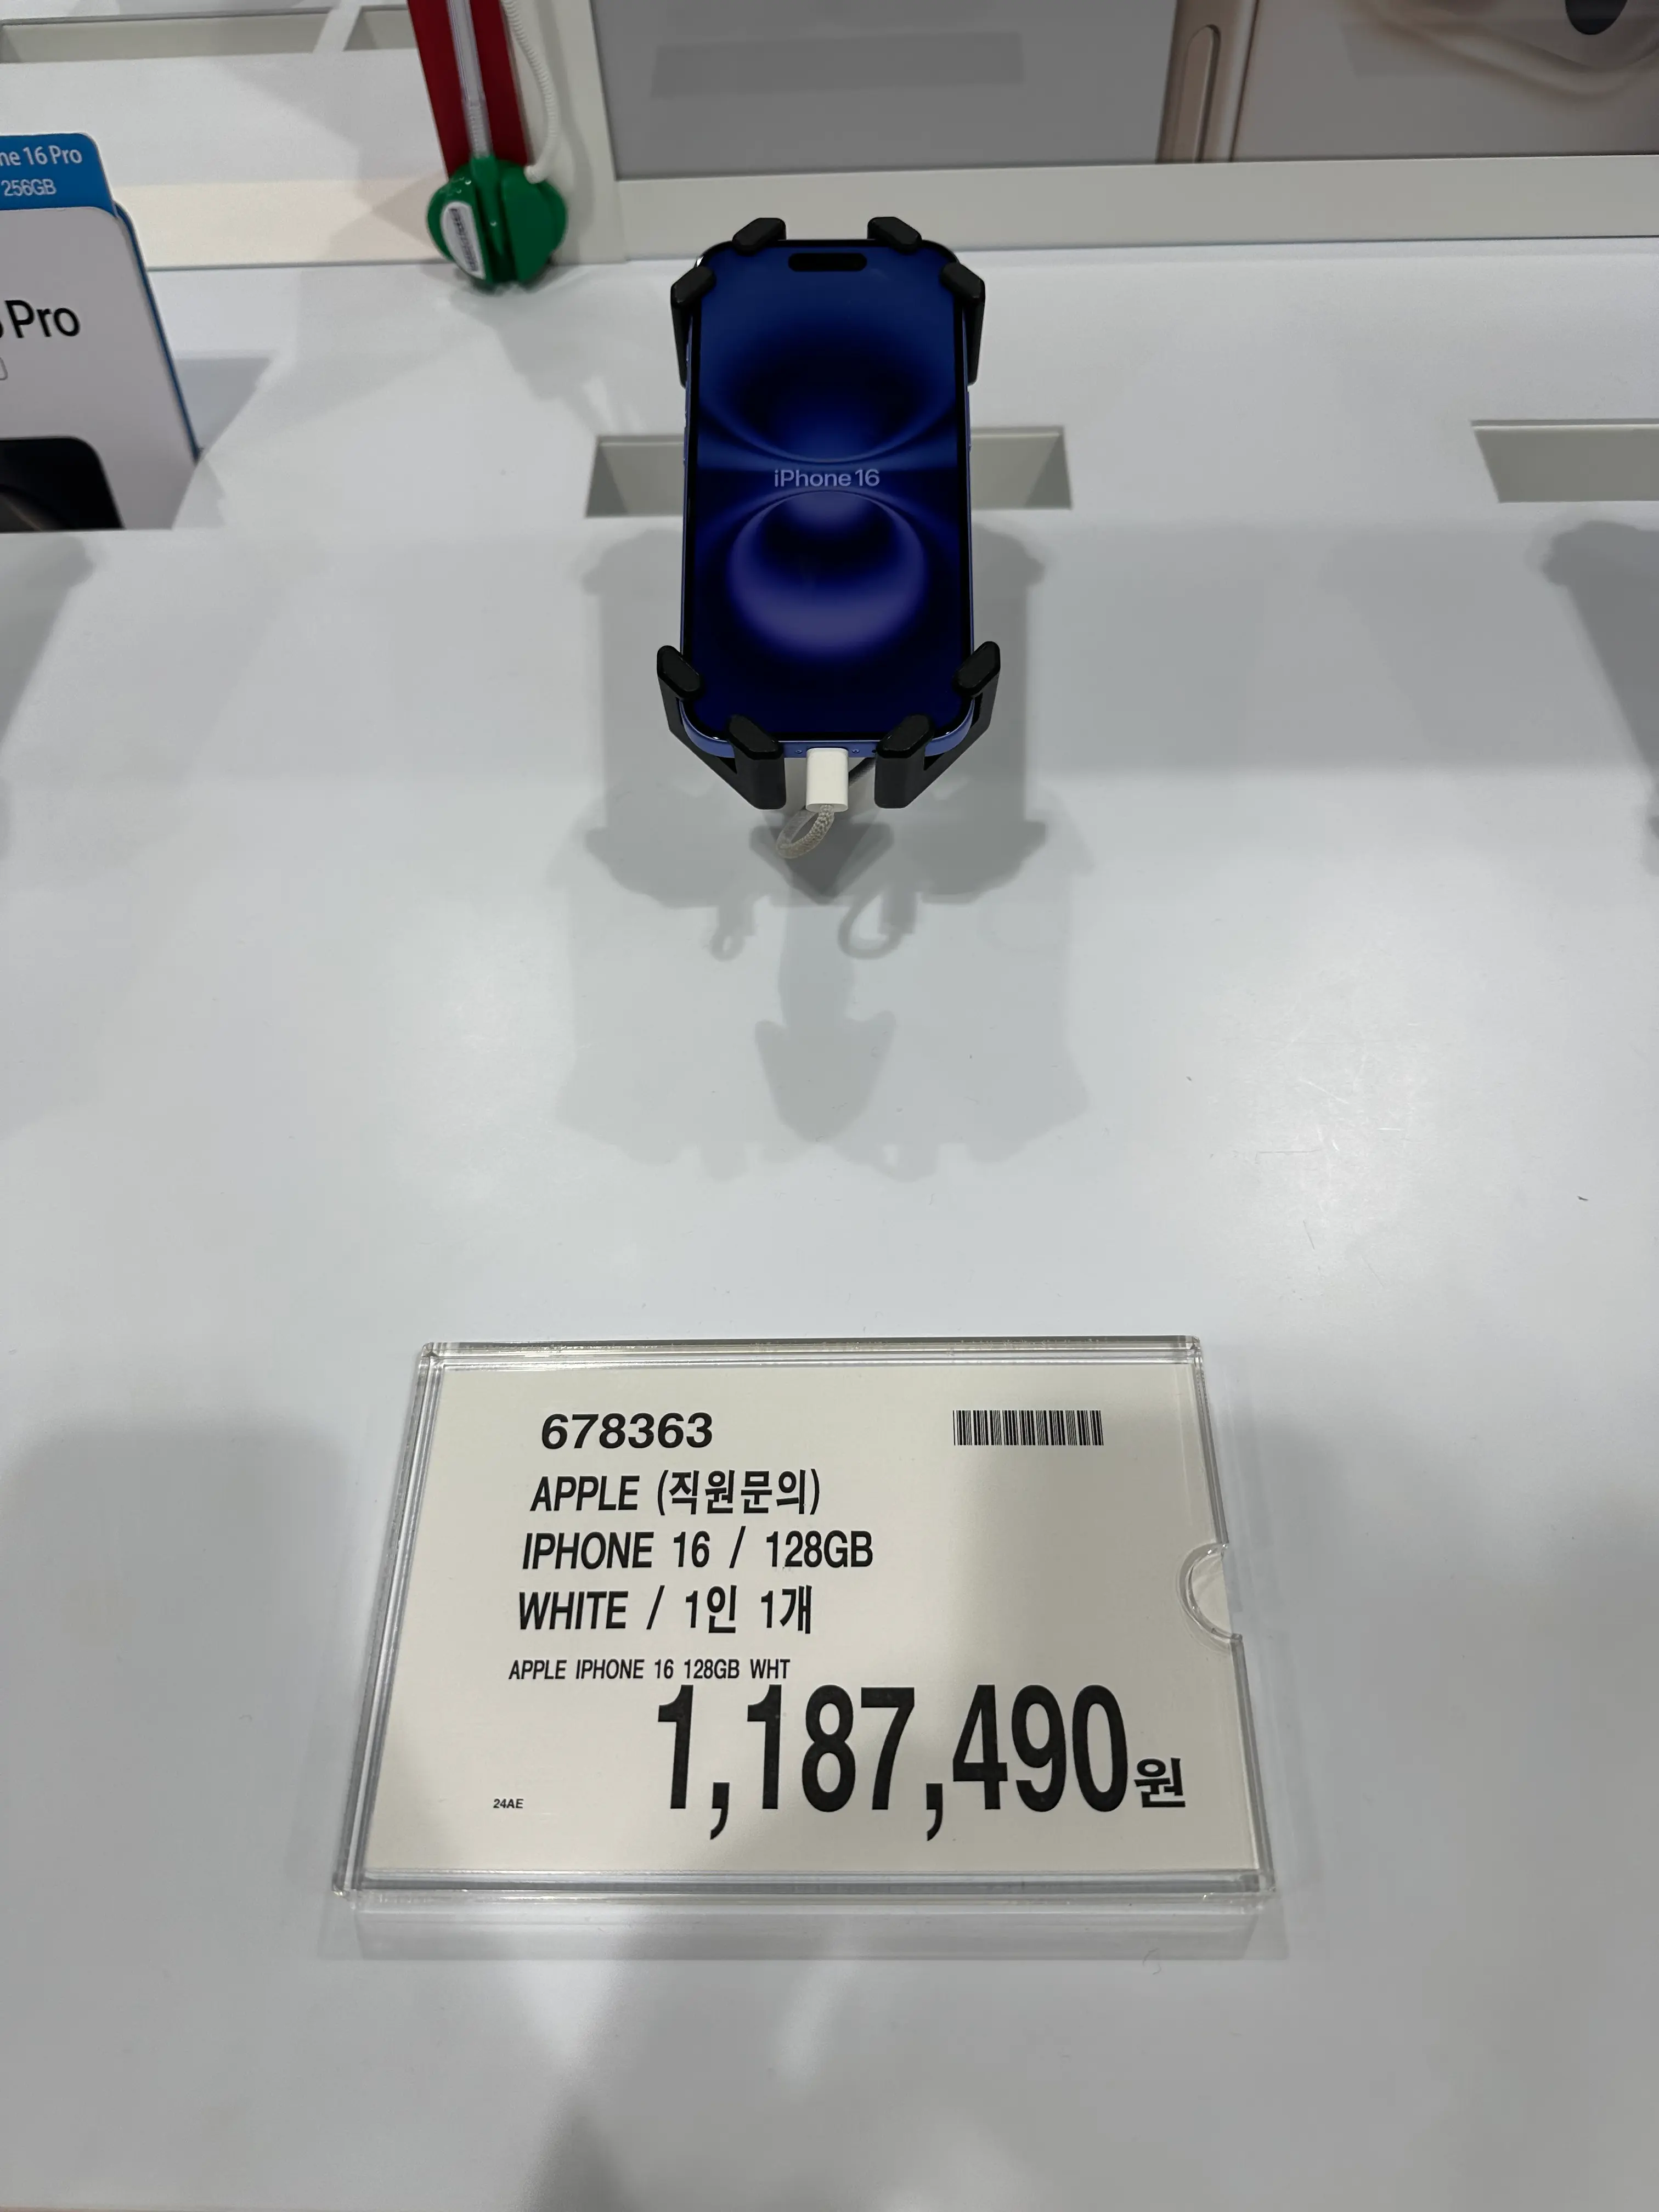 16 Pro
256GB
Pro
iPhone 16
678363
APPLE (직원문의)
IPHONE 16 / 128GB
WHITE / 1인 1개
APPLE IPHONE 16 128GB WHT
1,187,490원
24AE